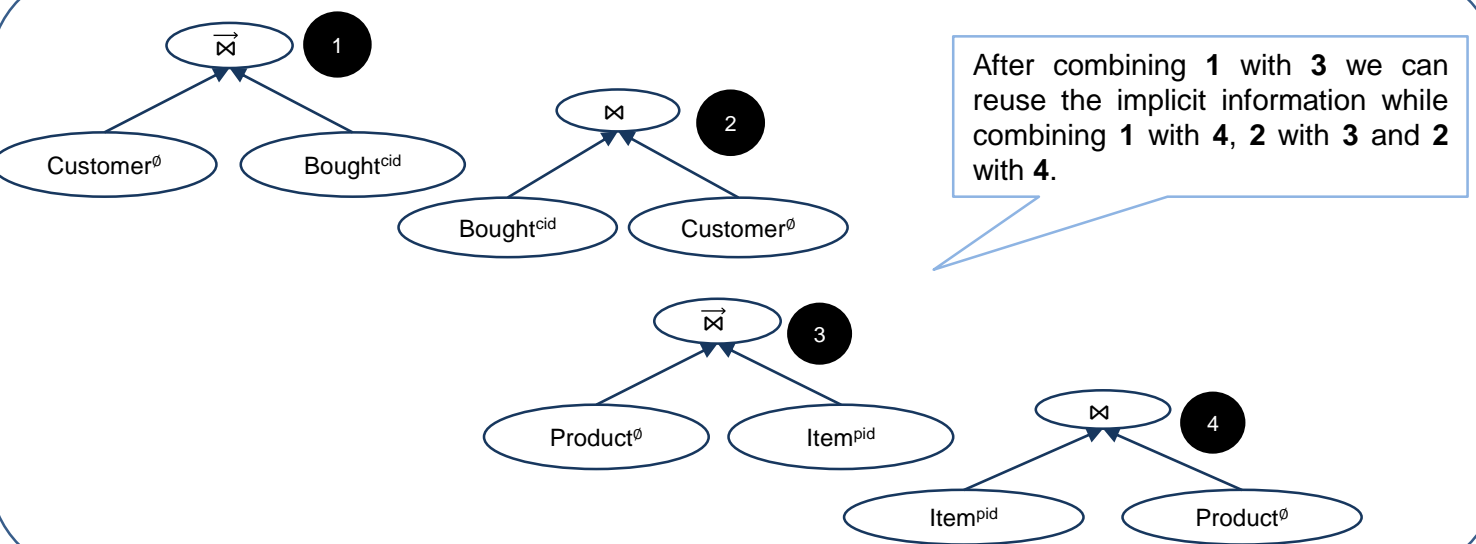 ⋈⃗
1
Customer^ø
Bought^cid
⋈
2
Bought^cid
Customer^ø
After combining 1 with 3 we can
reuse the implicit information while
combining 1 with 4, 2 with 3 and 2
with 4.
⋈⃗
3
Product^ø
Item^pid
⋈
4
Item^pid
Product^ø